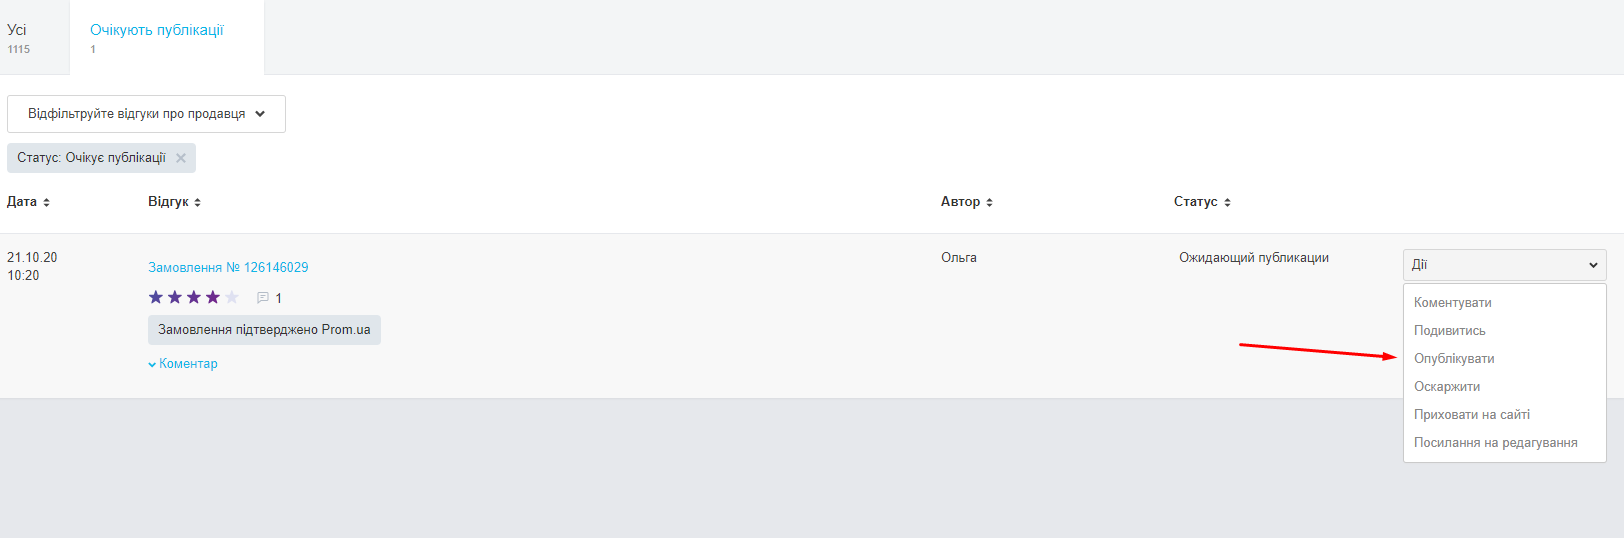 Усі
1115
Очікують публікації
1
Відфільтруйте відгуки про продавця
Статус: Очікує публікації
Дата
Відгук
Автор
Статус
21.10.20
10:20
Замовлення № 126146029
1
Замовлення підтверджено Prom.ua
Коментар
Ольга
Ожидающий публикации
Дії
Коментувати
Подивитись
Опублікувати
Оскаржити
Приховати на сайті
Посилання на редагування